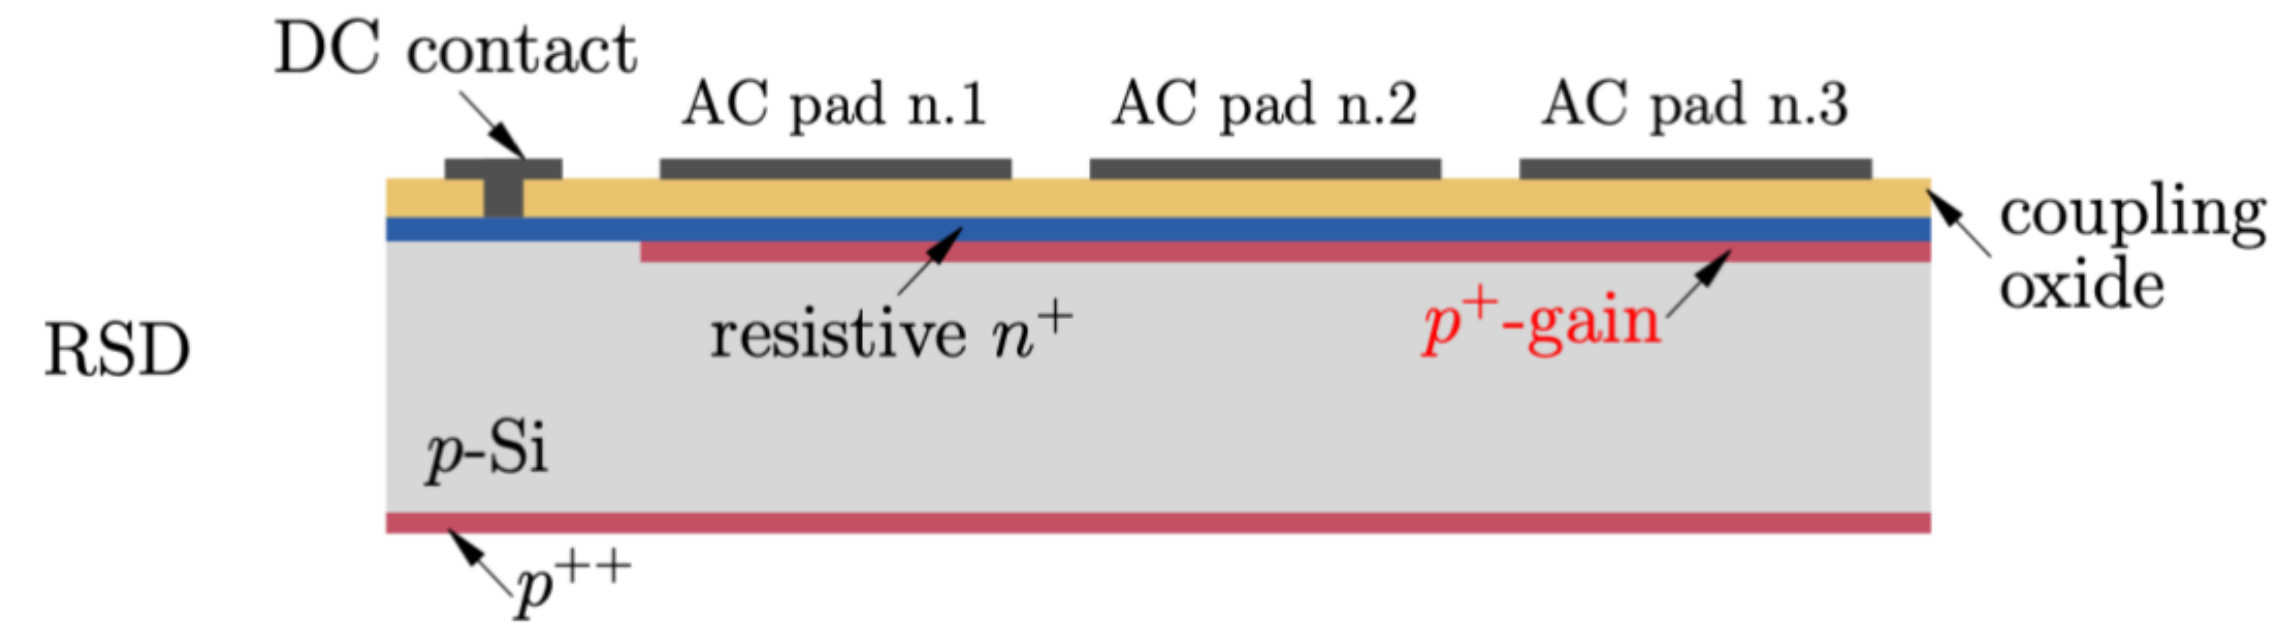 DC contact
AC pad n.1
AC pad n.2
AC pad n.3
coupling
oxide
resistive n⁺
p⁺-gain
RSD
p-Si
p⁺⁺